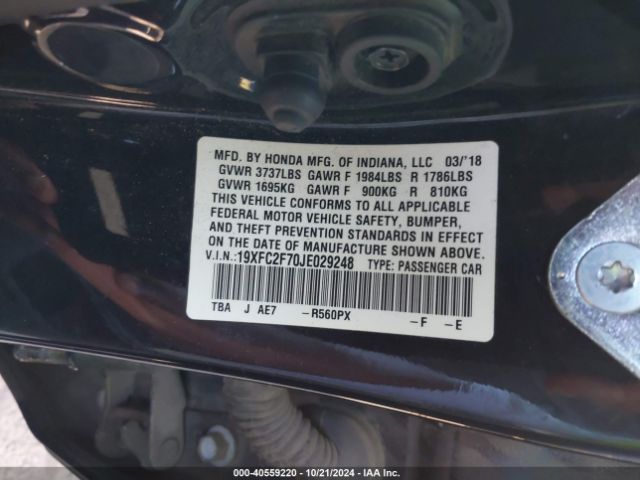 MFD. BY HONDA MFG. OF INDIANA, LLC 03/'18
GVWR 3737LBS GAWR F 1984LBS R 1786LBS
GVWR 1695KG GAWR F 900KG R 810KG
THIS VEHICLE CONFORMS TO ALL APPLICABLE
FEDERAL MOTOR VEHICLE SAFETY, BUMPER,
AND THEFT PREVENTION STANDARDS IN EFFECT
ON THE DATE OF MANUFACTURE SHOWN ABOVE.
V.I.N.:19XFC2F70JE029248 TYPE: PASSENGER CAR
TBA J AE7 -R560PX -F -E
000-40559220 - 10/21/2024 - IAA Inc.